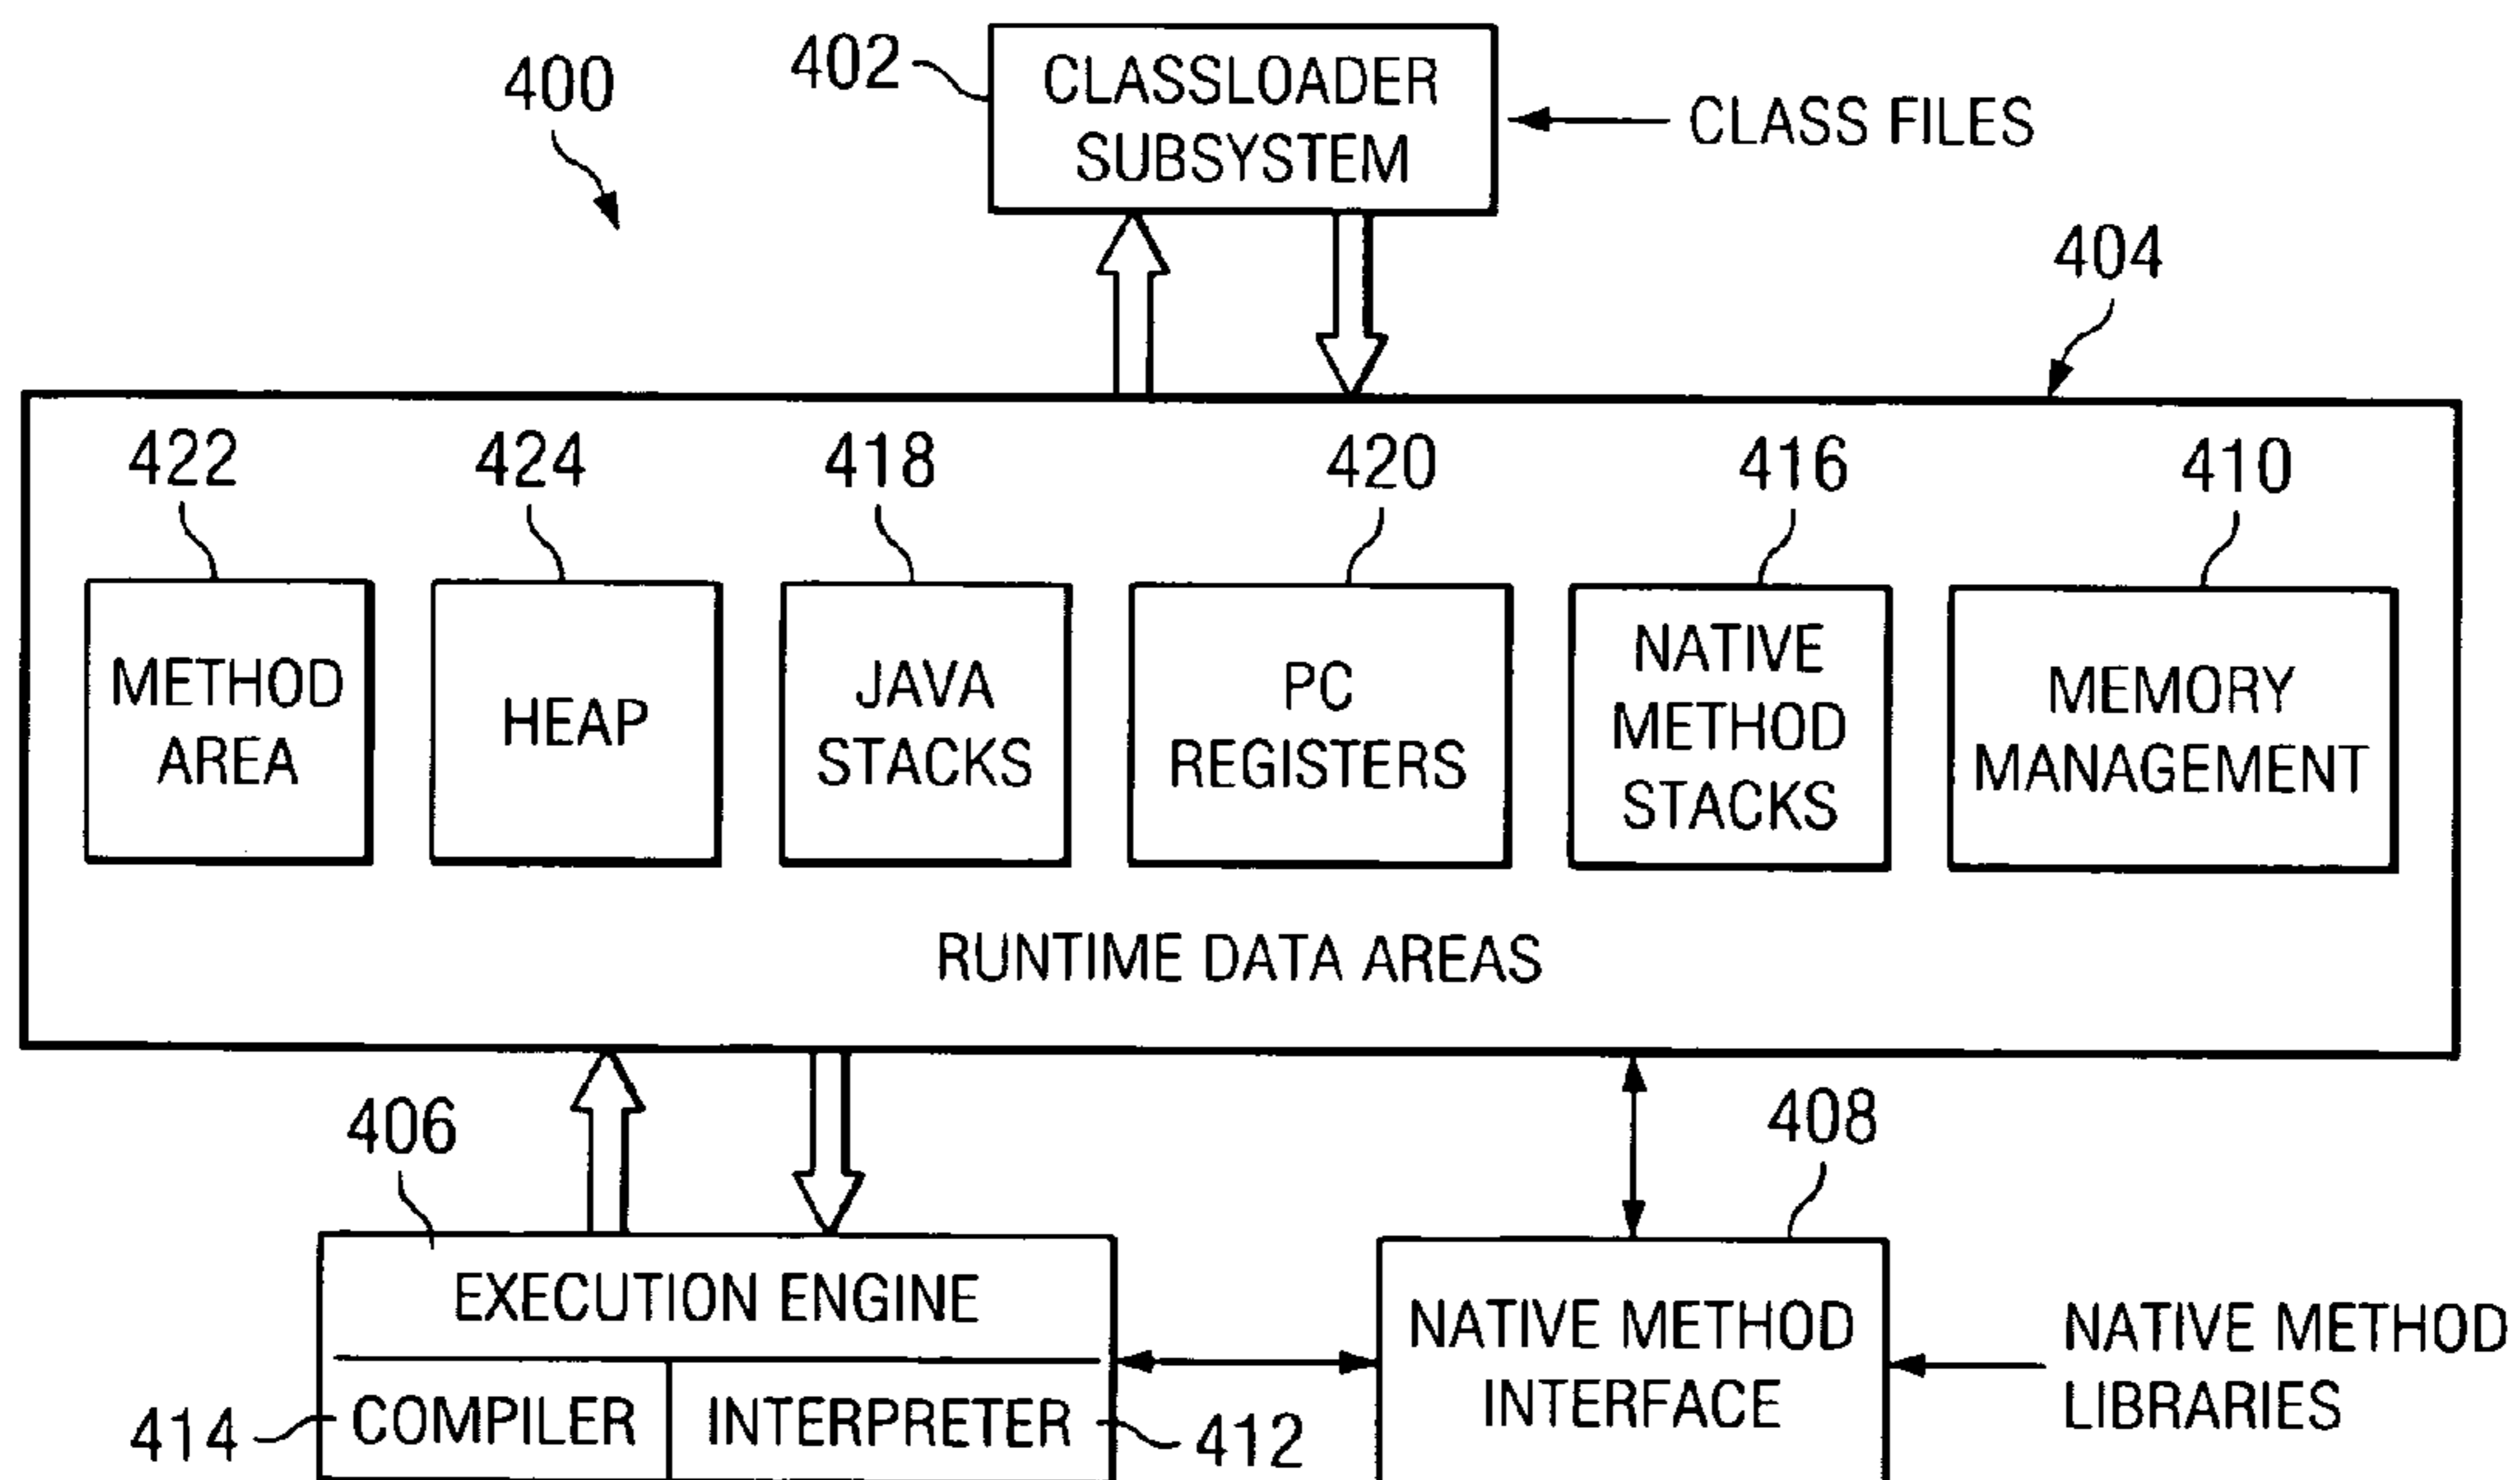 402
CLASSLOADER
SUBSYSTEM
400
CLASS FILES
404
422
424
418
420
416
410
METHOD
AREA
HEAP
JAVA
STACKS
PC
REGISTERS
NATIVE
METHOD
STACKS
MEMORY
MANAGEMENT
RUNTIME DATA AREAS
406
408
EXECUTION ENGINE
COMPILER
INTERPRETER
414
412
NATIVE METHOD
INTERFACE
NATIVE METHOD
LIBRARIES